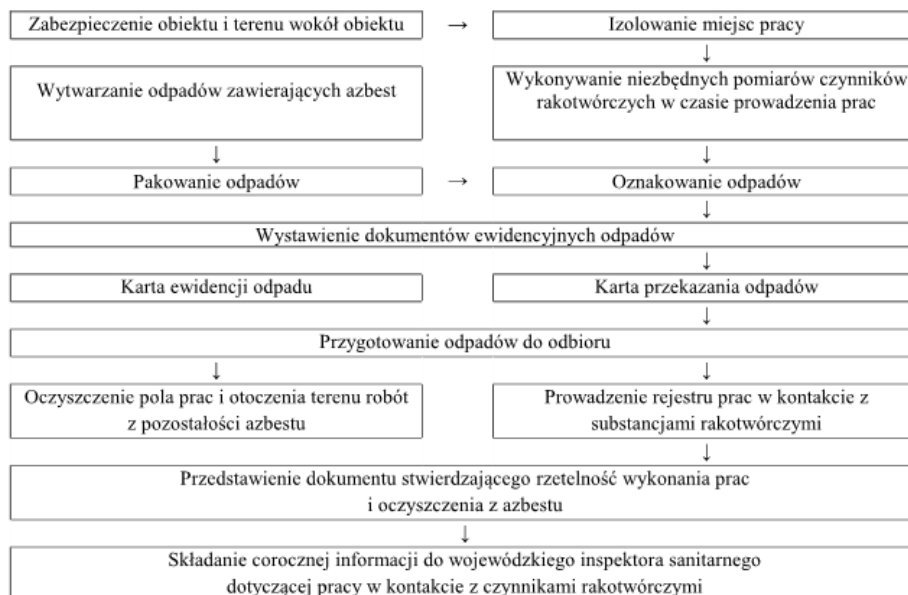 Zabezpieczenie obiektu i terenu wokół obiektu → Izolowanie miejsc pracy
↓
Wytwarzanie odpadów zawierających azbest
Wykonywanie niezbędnych pomiarów czynników
rakotwórczych w czasie prowadzenia prac
↓ ↓
Pakowanie odpadów → Oznakowanie odpadów
↓
Wystawienie dokumentów ewidencyjnych odpadów
↓
Karta ewidencji odpadu Karta przekazania odpadów
↓
Przygotowanie odpadów do odbioru
↓ ↓
Oczyszczenie pola prac i otoczenia terenu robót
z pozostałości azbestu
Prowadzenie rejestru prac w kontakcie z
substancjami rakotwórczymi
↓
Przedstawienie dokumentu stwierdzającego rzetelność wykonania prac
i oczyszczenia z azbestu
↓
Składanie corocznej informacji do wojewódzkiego inspektora sanitarnego
dotyczącej pracy w kontakcie z czynnikami rakotwórczymi